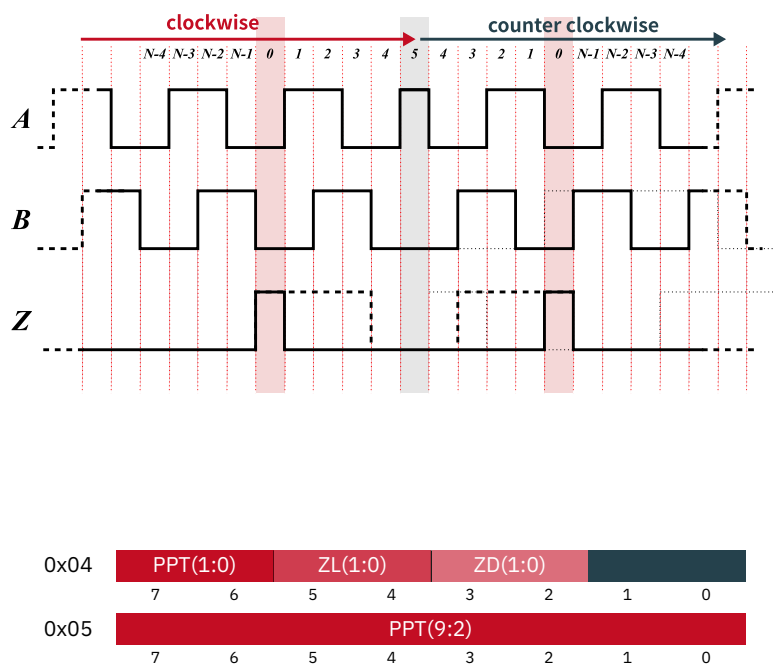 clockwise counter clockwise
N-4 N-3 N-2 N-1 0 1 2 3 4 5 4 3 2 1 0 N-1 N-2 N-3 N-4
A
B
Z
0x04 PPT(1:0) ZL(1:0) ZD(1:0)
7 6 5 4 3 2 1 0
0x05 PPT(9:2)
7 6 5 4 3 2 1 0